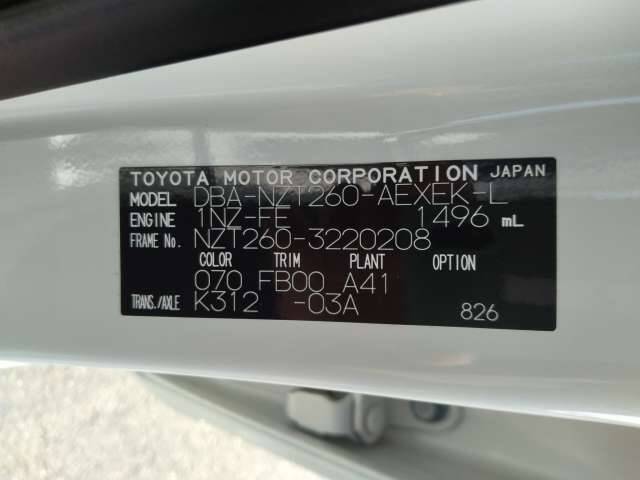 TOYOTA MOTOR CORPORATION JAPAN
MODEL DBA-NZT260-AEXEK-L
ENGINE 1NZ-FE 1496 mL
FRAME No. NZT260-3220208
COLOR TRIM PLANT OPTION
070 FB00 A41
TRANS./AXLE K312 -03A 826